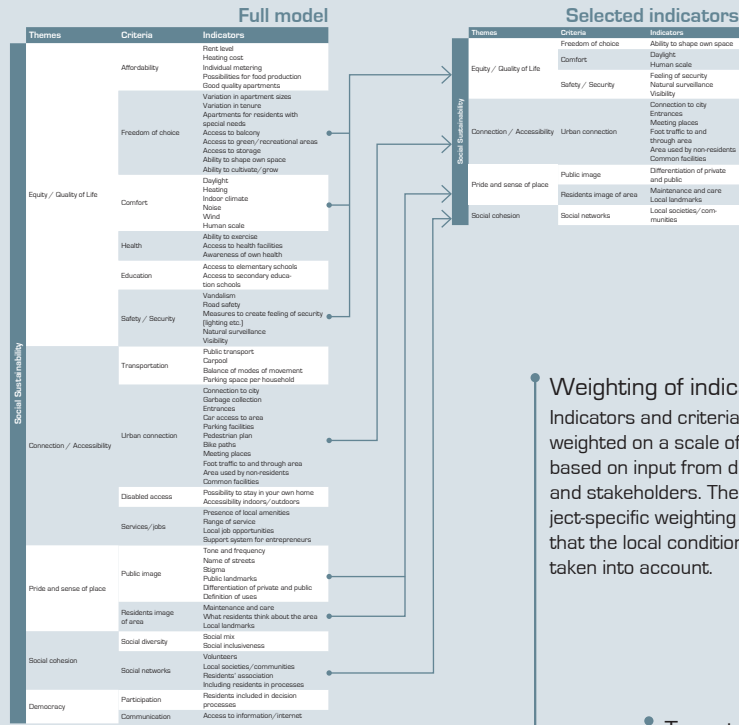 Full model
Themes Criteria Indicators
Social Sustainability
Equity / Quality of Life
Affordability
Rent level
Heating cost
Individual metering
Possibilities for food production
Good quality apartments
Freedom of choice
Variation in apartment sizes
Variation in tenure
Apartments for residents with
special needs
Access to balcony
Access to green/recreational areas
Access to storage
Ability to shape own space
Ability to cultivate/grow
Comfort
Daylight
Heating
Indoor climate
Noise
Wind
Human scale
Health
Ability to exercise
Access to health facilities
Awareness of own health
Education
Access to elementary schools
Access to secondary educa-
tion schools
Safety / Security
Vandalism
Road safety
Measures to create feeling of security
(lighting etc.)
Natural surveillance
Visibility
Connection / Accessibility
Transportation
Public transport
Carpool
Balance of modes of movement
Parking space per household
Urban connection
Connection to city
Garbage collection
Entrances
Car access to area
Parking facilities
Pedestrian plan
Bike paths
Meeting places
Foot traffic to and through area
Area used by non-residents
Common facilities
Disabled access
Possibility to stay in your own home
Accessibility indoors/outdoors
Services/jobs
Presence of local amenities
Range of service
Local job opportunities
Support system for entrepreneurs
Pride and sense of place
Public image
Tone and frequency
Name of streets
Stigma
Public landmarks
Differentiation of private and public
Definition of uses
Residents image
of area
Maintenance and care
What residents think about the area
Local landmarks
Social cohesion
Social diversity
Social mix
Social inclusiveness
Social networks
Volunteers
Local societies/communities
Residents' association
Including residents in processes
Democracy
Participation
Residents included in decision
processes
Communication
Access to information/internet
Selected indicators
Themes Criteria Indicators
Social Sustainability
Equity / Quality of Life
Freedom of choice
Ability to shape own space
Comfort
Daylight
Human scale
Safety / Security
Feeling of security
Natural surveillance
Visibility
Connection / Accessibility
Urban connection
Connection to city
Entrances
Meeting places
Foot traffic to and
through area
Area used by non-residents
Common facilities
Pride and sense of place
Public image
Differentiation of private
and public
Residents image of area
Maintenance and care
Local landmarks
Social cohesion
Social networks
Local societies/com-
munities
Weighting of indic
Indicators and criteria
weighted on a scale of
based on input from d
and stakeholders. The
ject-specific weighting
that the local condition
taken into account.